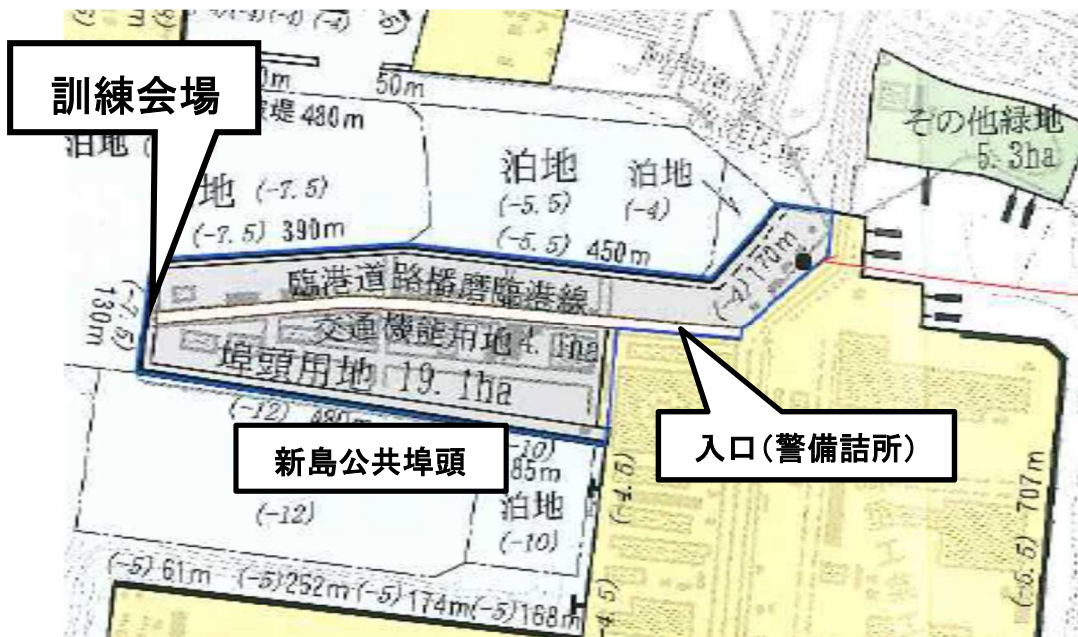 訓練会場
50m
480m
泊地
地 (-7.5)
(-7.5) 390m
泊地
(-5.5)
(-5.5) 450m
泊地
(-4)
その他緑地
5.3ha
(-4) 170m
臨港道路播磨臨港線
交通機能用地4.1ha
埠頭用地 19.1ha
(-7.5)
130m
(-12) 480m
新島公共埠頭
入口(警備詰所)
(-10)
85m
泊地
(-10)
(-12)
(-4.5)
(-5.5) 707m
(-5) 61m (-5)252m(-5)174m(-5)168m
-4.5)